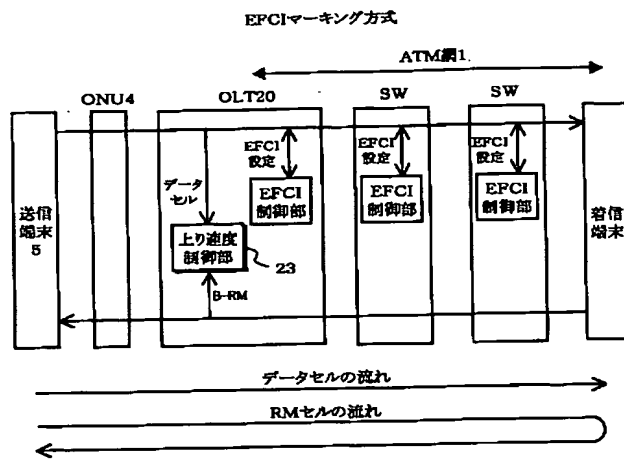 EFCIマーキング方式
ATM網1
ONU4
OLT20
SW
SW
EFCI
設定
EFCI
設定
EFCI
設定
データ
セル
EFCI
制御部
EFCI
制御部
EFCI
制御部
送信
端末
5
上り速度
制御部
23
B-RM
着信
端末
データセルの流れ
RMセルの流れ